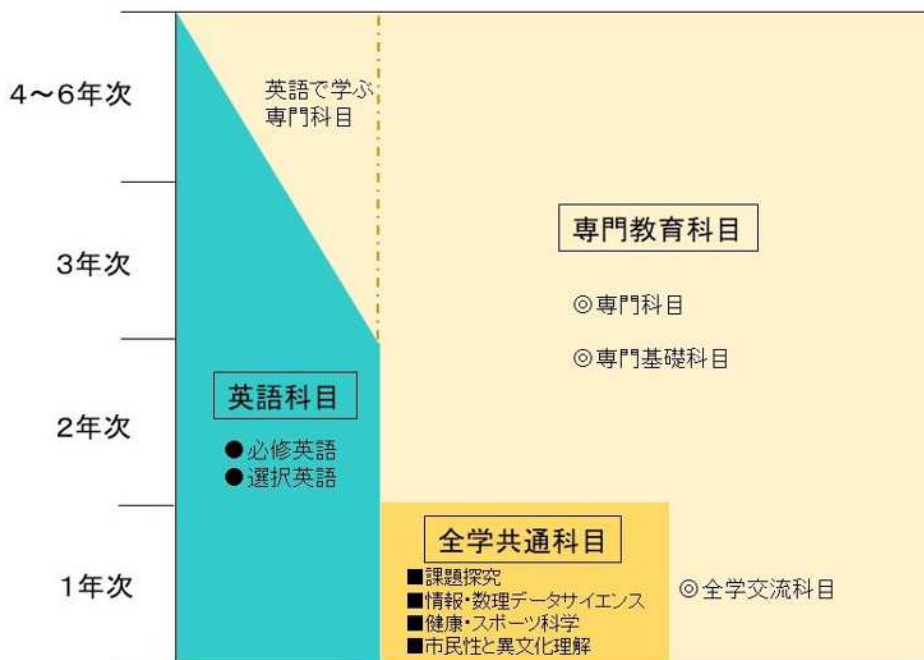 4～6年次
英語で学ぶ
専門科目
専門教育科目
3年次
◎専門科目
◎専門基礎科目
英語科目
2年次
●必修英語
●選択英語
全学共通科目
■課題探究
1年次
■情報・数理データサイエンス
◎全学交流科目
■健康・スポーツ科学
■市民性と異文化理解